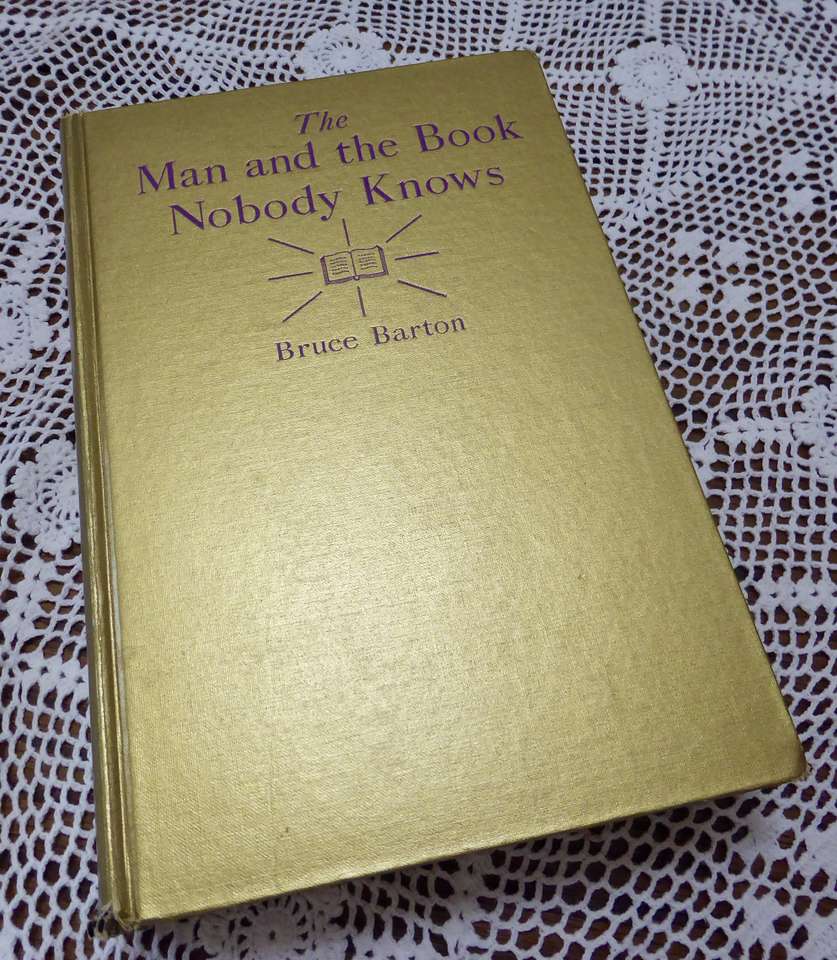 The
Man and the Book
Nobody Knows
Bruce Barton